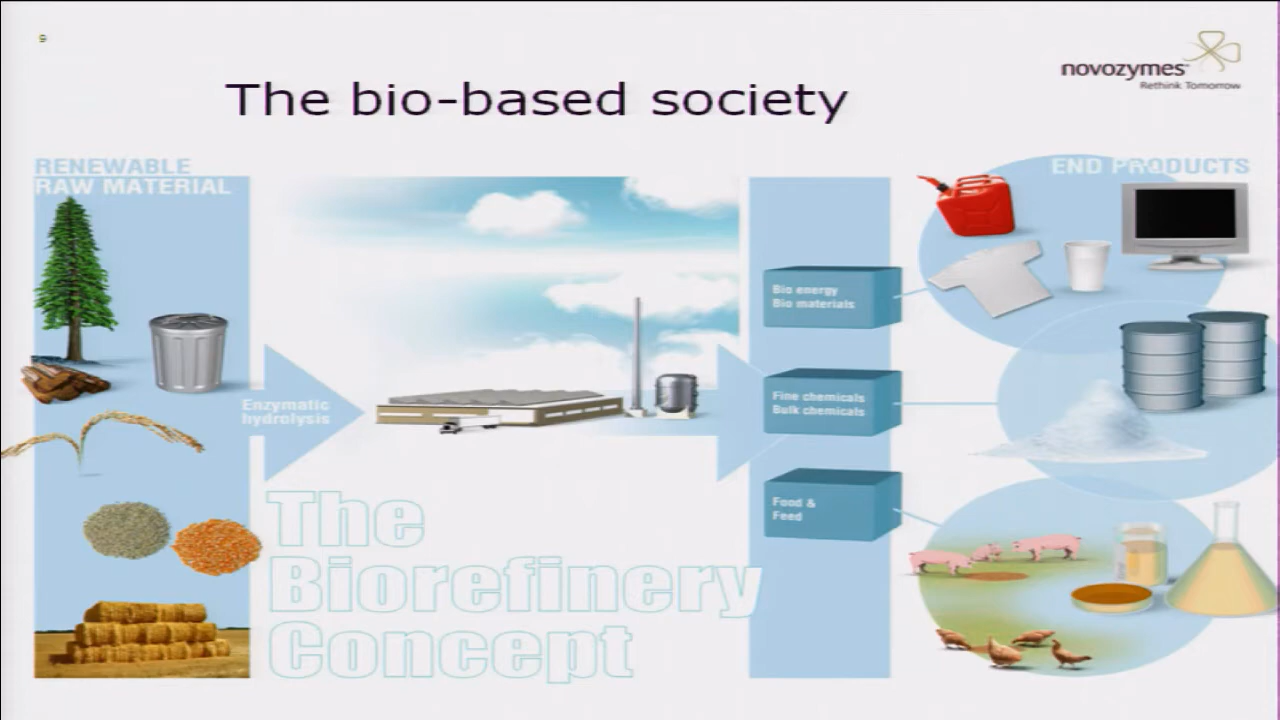 9
novozymes
Rethink Tomorrow
The bio-based society
RENEWABLE
RAW MATERIAL
END PRODUCTS
Bio energy
Bio materials
Enzymatic
hydrolysis
Fine chemicals
Bulk chemicals
Food &
Feed
The
Biorefinery
Concept